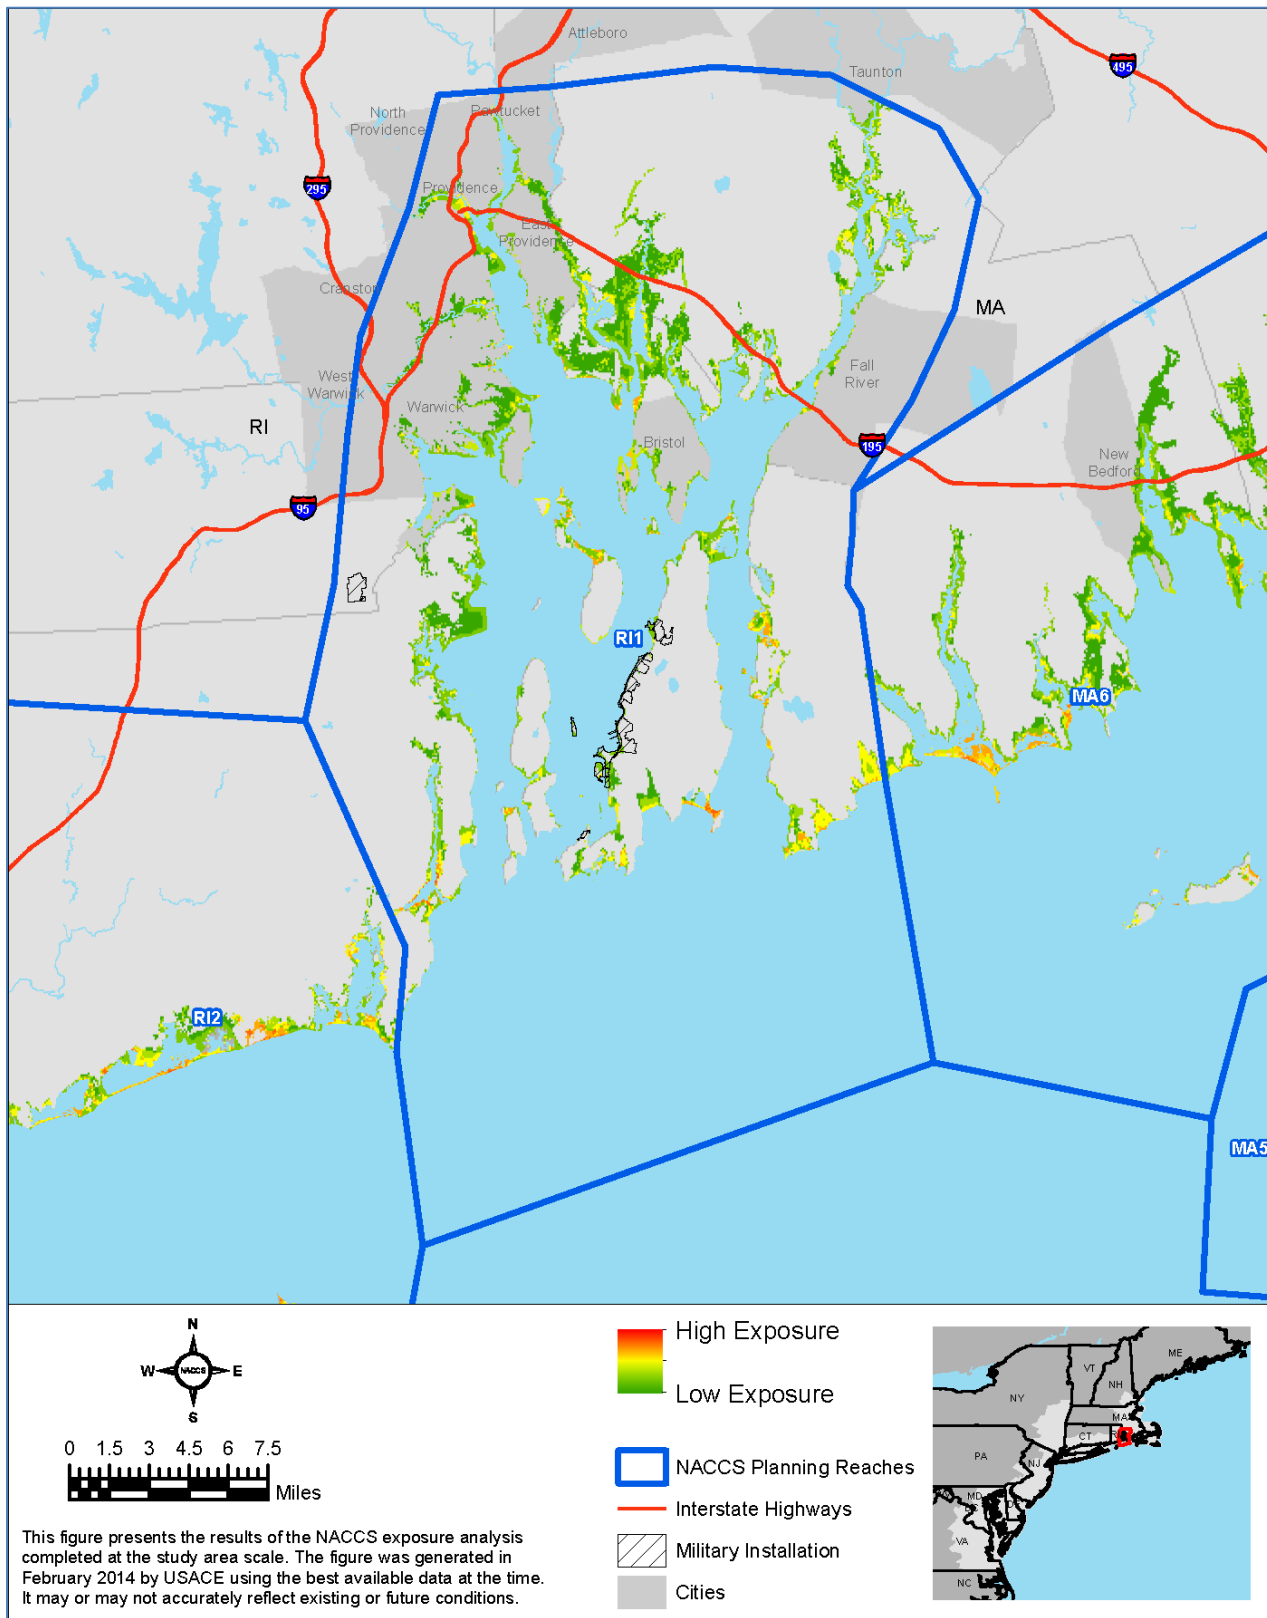 Attleboro
Taunton
495
North
Providence
Pawtucket
295
Providence
East
Providence
Cranston
MA
West
Warwick
Fall
River
RI
Warwick
Bristol
195
New
Bedford
95
RI1
MA6
RI2
MA5
N
W
NACCS
E
S
0 1.5 3 4.5 6 7.5
Miles
This figure presents the results of the NACCS exposure analysis
completed at the study area scale. The figure was generated in
February 2014 by USACE using the best available data at the time.
It may or may not accurately reflect existing or future conditions.
High Exposure
Low Exposure
NACCS Planning Reaches
Interstate Highways
Military Installation
Cities
ME
VT
NH
NY
MA
CT
PA
NJ
MD
VA
NC